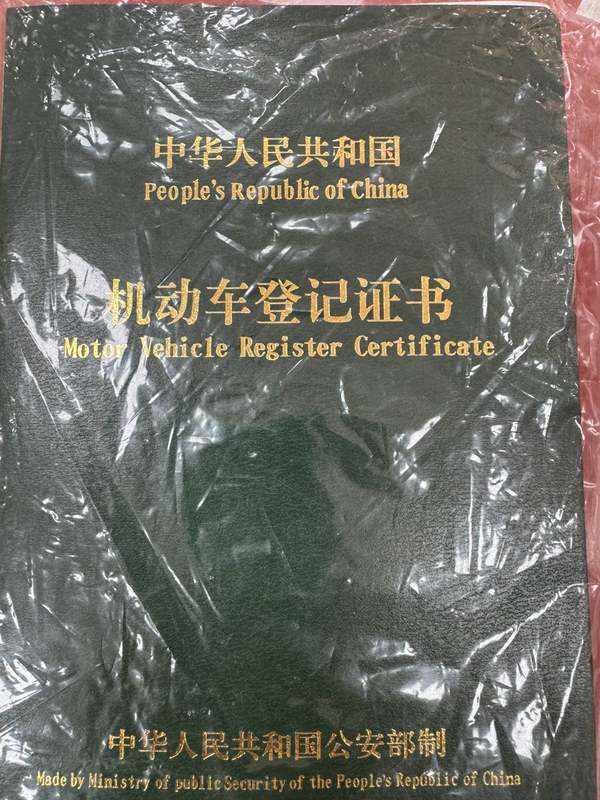 中华人民共和国
People's Republic of China
机动车登记证书
Motor Vehicle Register Certificate
中华人民共和国公安部制
Made by Ministry of public Security of the People's Republic of China